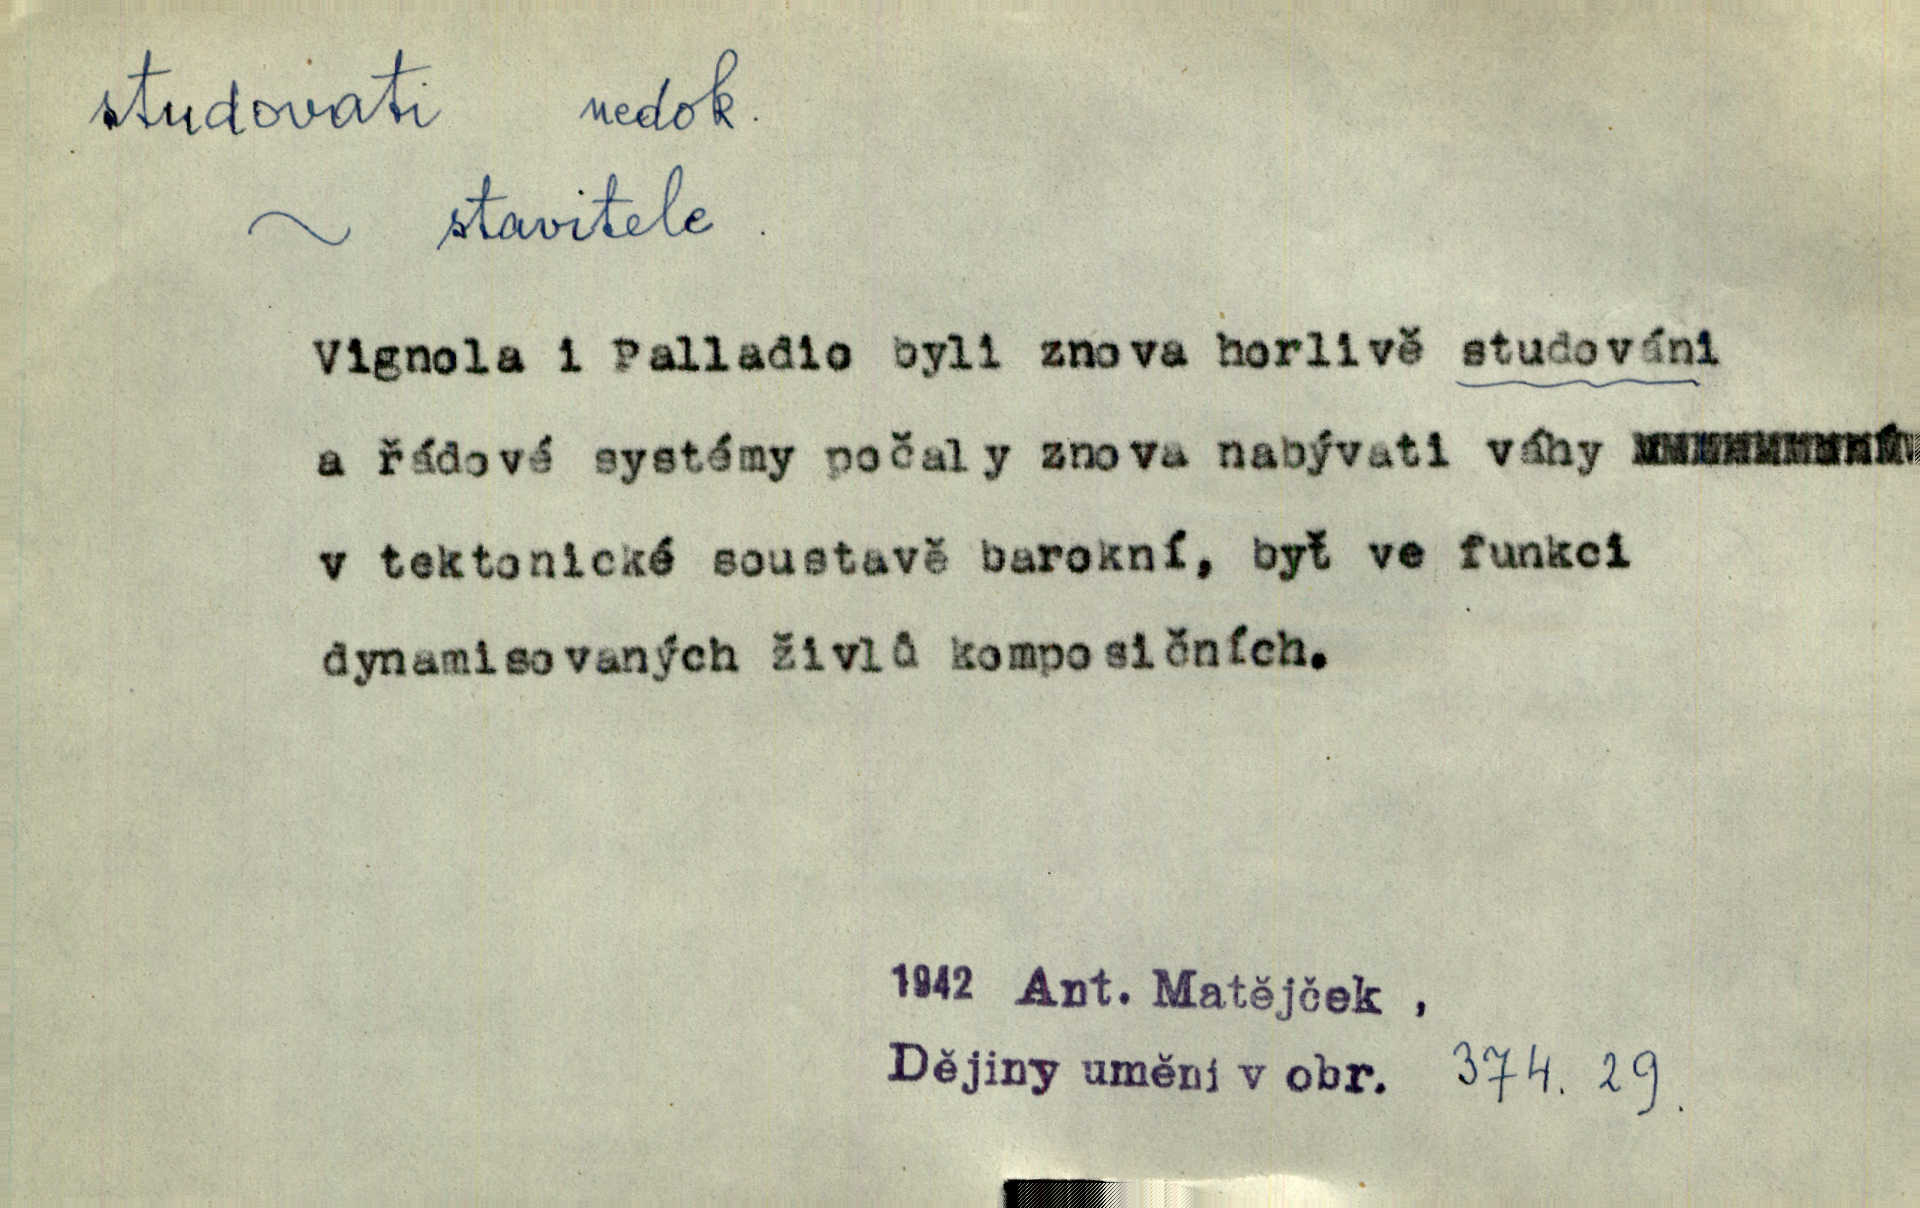 studovati nedok.
~ stavitele.
Vignola i Palladio byli znova horlivě studováni
a řádové systémy počaly znova nabývati váhy
v tektonické soustavě barokní, byť ve funkci
dynamisovaných živlů komposičních.
1942 Ant. Matějček ,
Dějiny umění v obr. 374. 29.